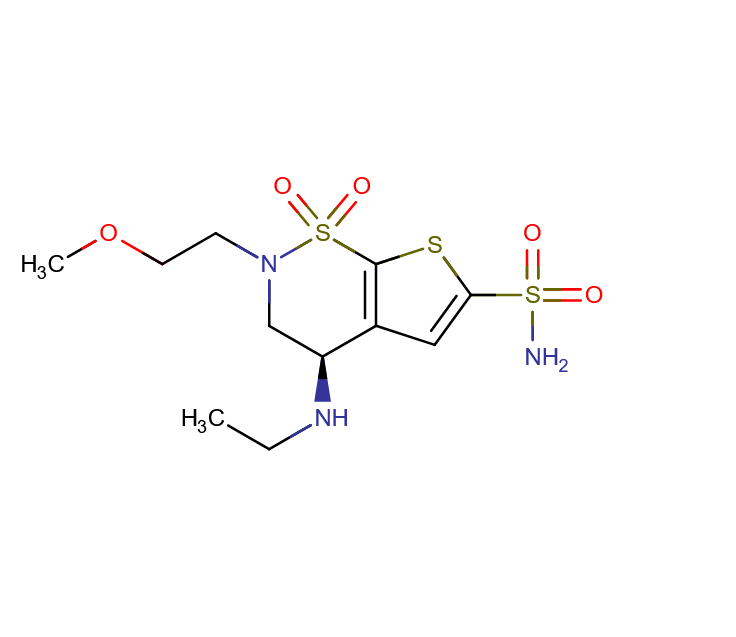 O O
H3C O S S O
N S O
NH2
H3C NH